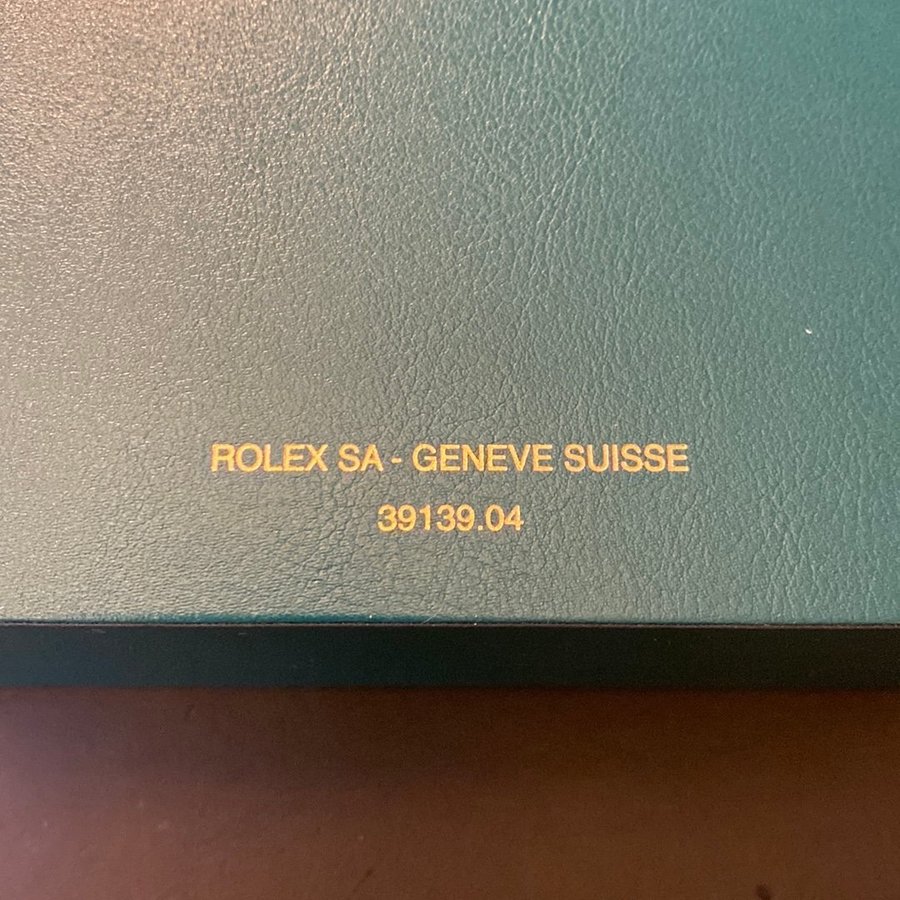 ROLEX SA - GENEVE SUISSE
39139.04